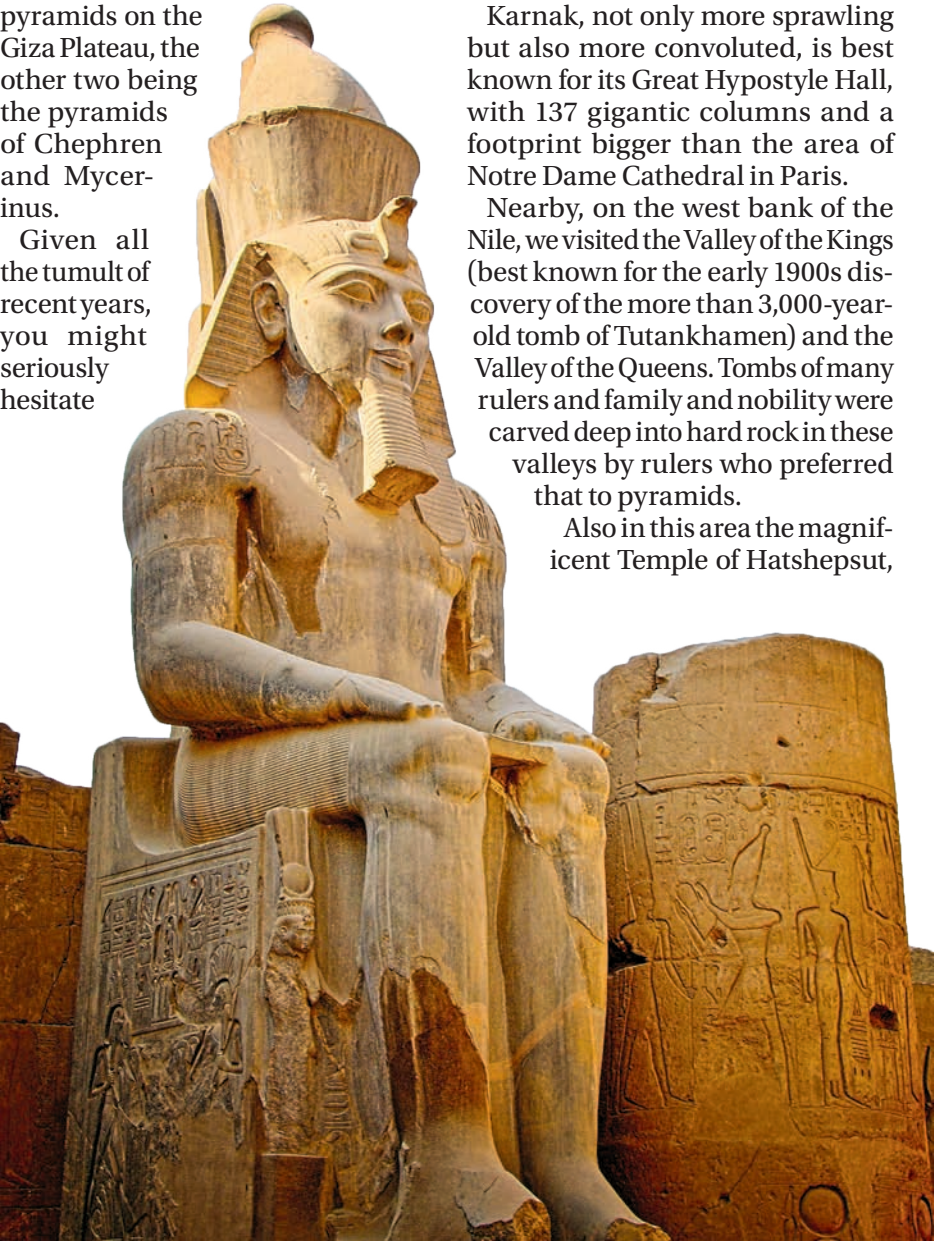 pyramids on the
Giza Plateau, the
other two being
the pyramids
of Chephren
and Mycer-
inus.
Given all
the tumult of
recent years,
you might
seriously
hesitate
Karnak, not only more sprawling
but also more convoluted, is best
known for its Great Hypostyle Hall,
with 137 gigantic columns and a
footprint bigger than the area of
Notre Dame Cathedral in Paris.
Nearby, on the west bank of the
Nile, we visited the Valley of the Kings
(best known for the early 1900s dis-
covery of the more than 3,000-year-
old tomb of Tutankhamen) and the
Valley of the Queens. Tombs of many
rulers and family and nobility were
carved deep into hard rock in these
valleys by rulers who preferred
that to pyramids.
Also in this area the magnif-
icent Temple of Hatshepsut,